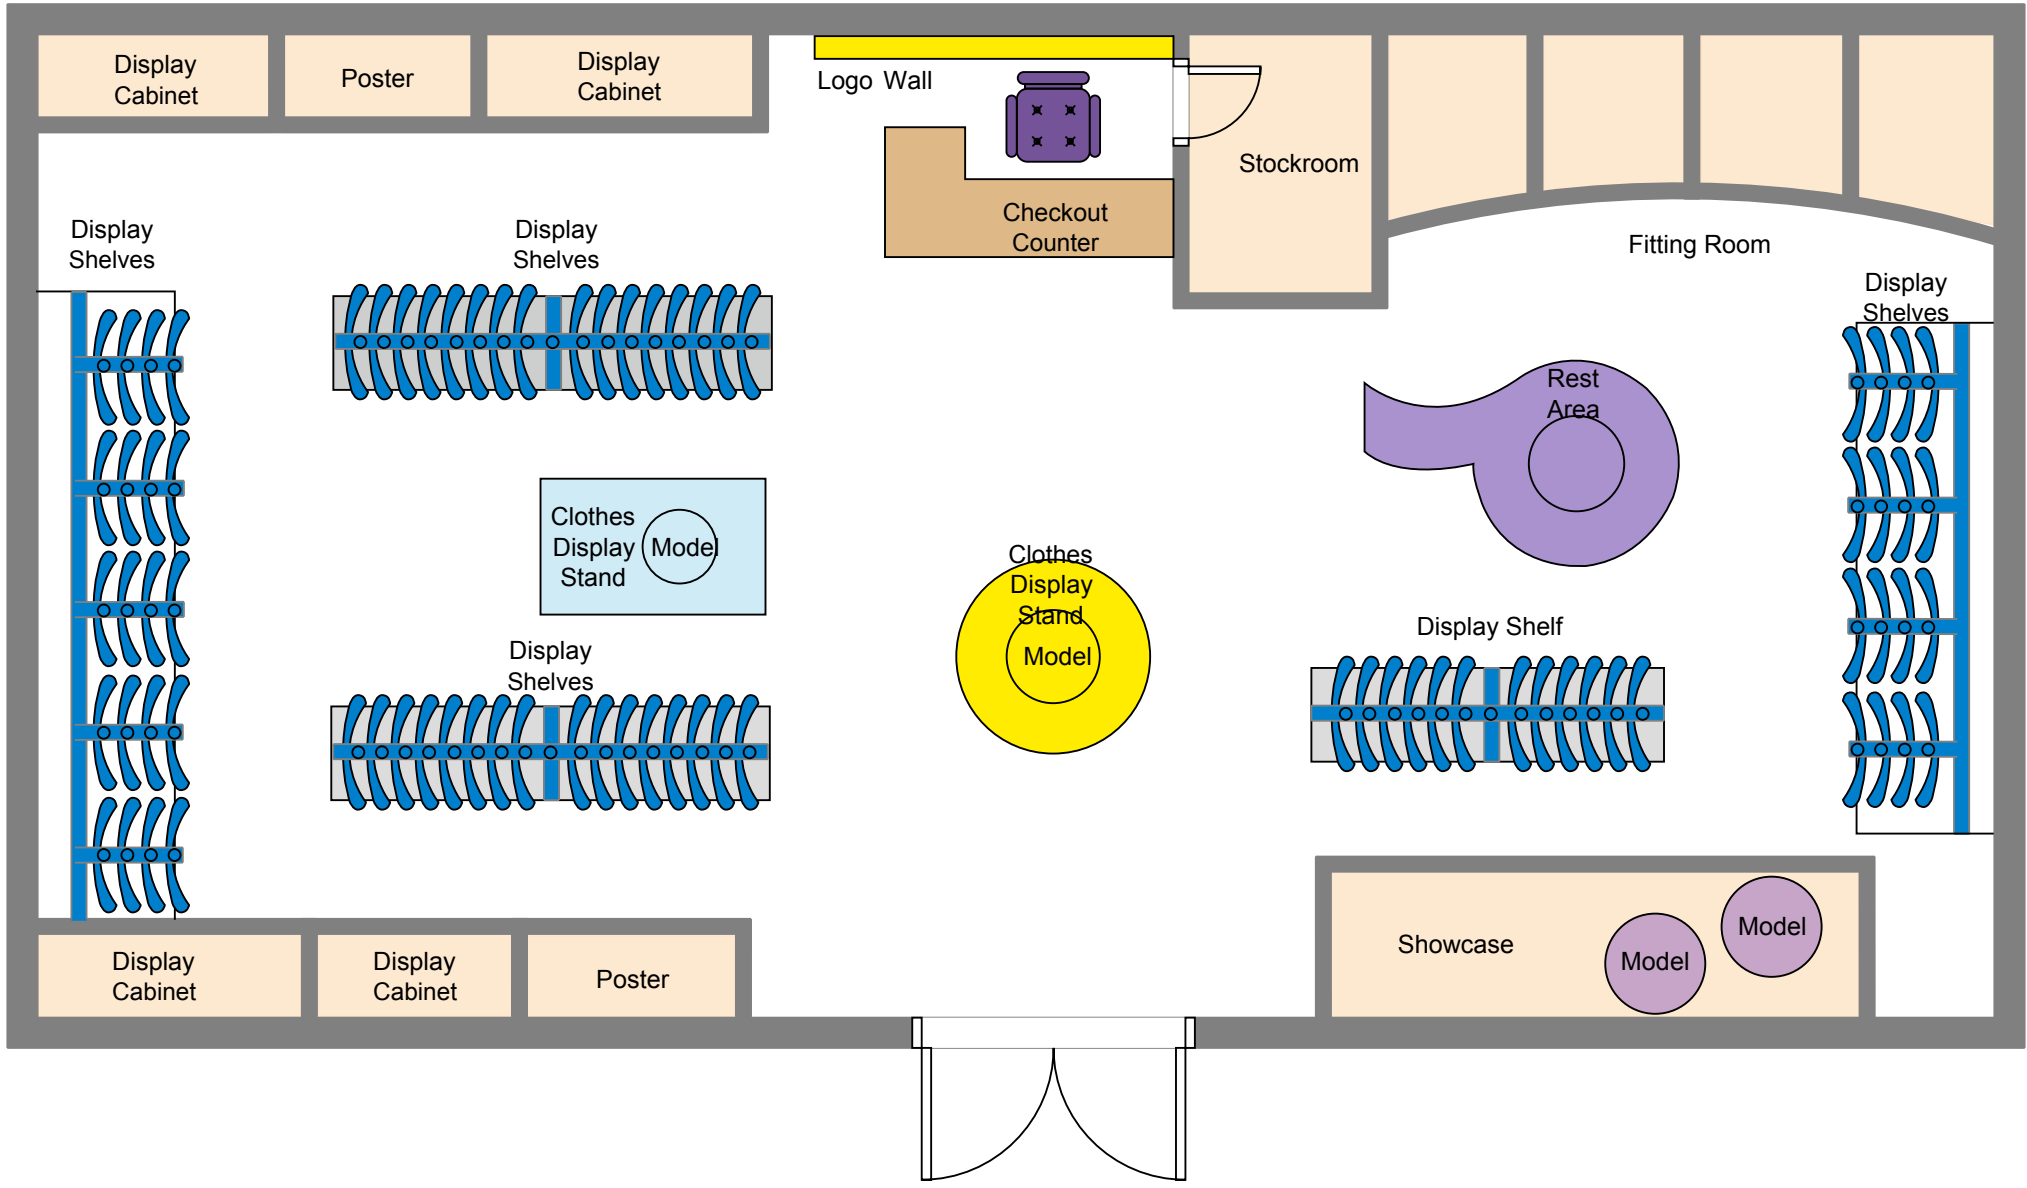 Display
Cabinet
Poster
Display
Cabinet
Logo Wall
Stockroom
Checkout
Counter
Fitting Room
Display
Shelves
Display
Shelves
Display
Shelves
Rest
Area
Clothes
Display
Stand
Model
Clothes
Display
Stand
Model
Display Shelf
Display
Shelves
Display
Cabinet
Display
Cabinet
Poster
Showcase
Model
Model